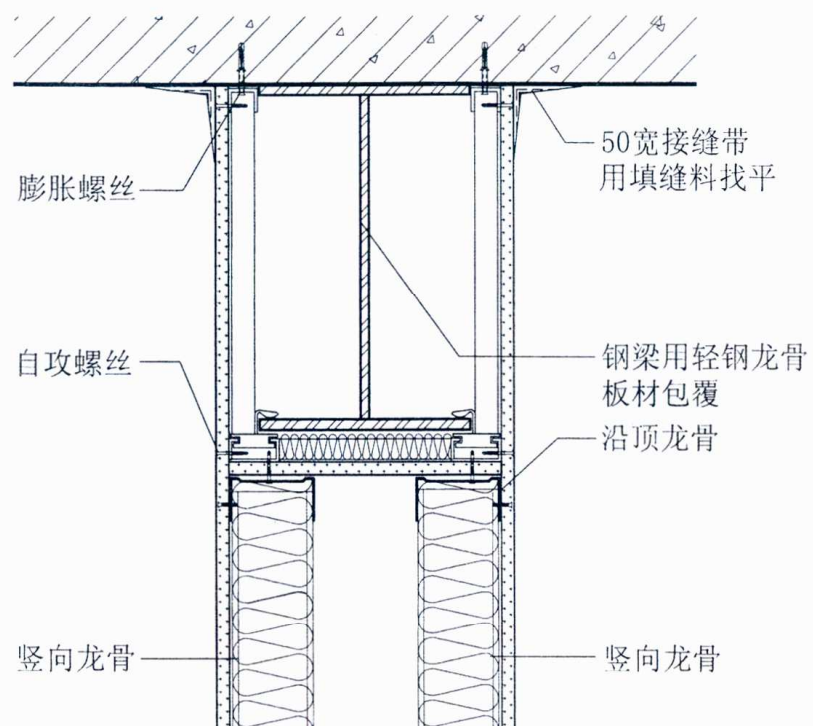 50宽接缝带
用填缝料找平
膨胀螺丝
自攻螺丝
钢梁用轻钢龙骨
板材包覆
沿顶龙骨
竖向龙骨
竖向龙骨